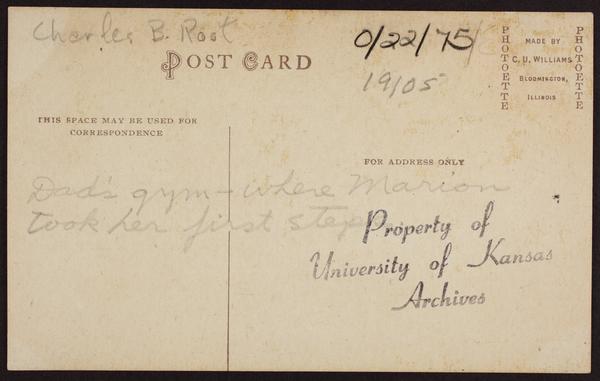 Charles B. Root
0/22/75
19/05
POST CARD
PHOTOETTE
MADE BY
C. U. WILLIAMS
BLOOMINGTON,
ILLINOIS
PHOTOETTE
THIS SPACE MAY BE USED FOR
CORRESPONDENCE
FOR ADDRESS ONLY
Dad's gym - where Marion
took her first steps
Property of
University of Kansas
Archives